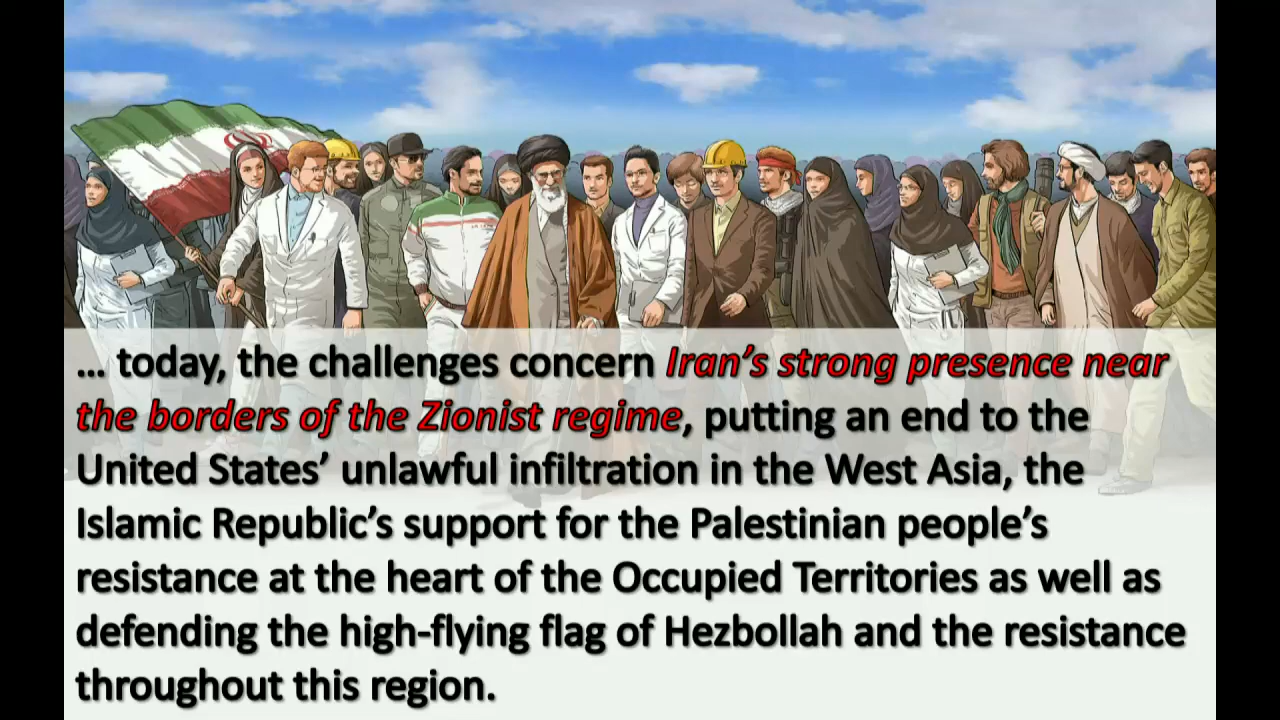 ... today, the challenges concern Iran’s strong presence near
the borders of the Zionist regime, putting an end to the
United States’ unlawful infiltration in the West Asia, the
Islamic Republic’s support for the Palestinian people’s
resistance at the heart of the Occupied Territories as well as
defending the high-flying flag of Hezbollah and the resistance
throughout this region.